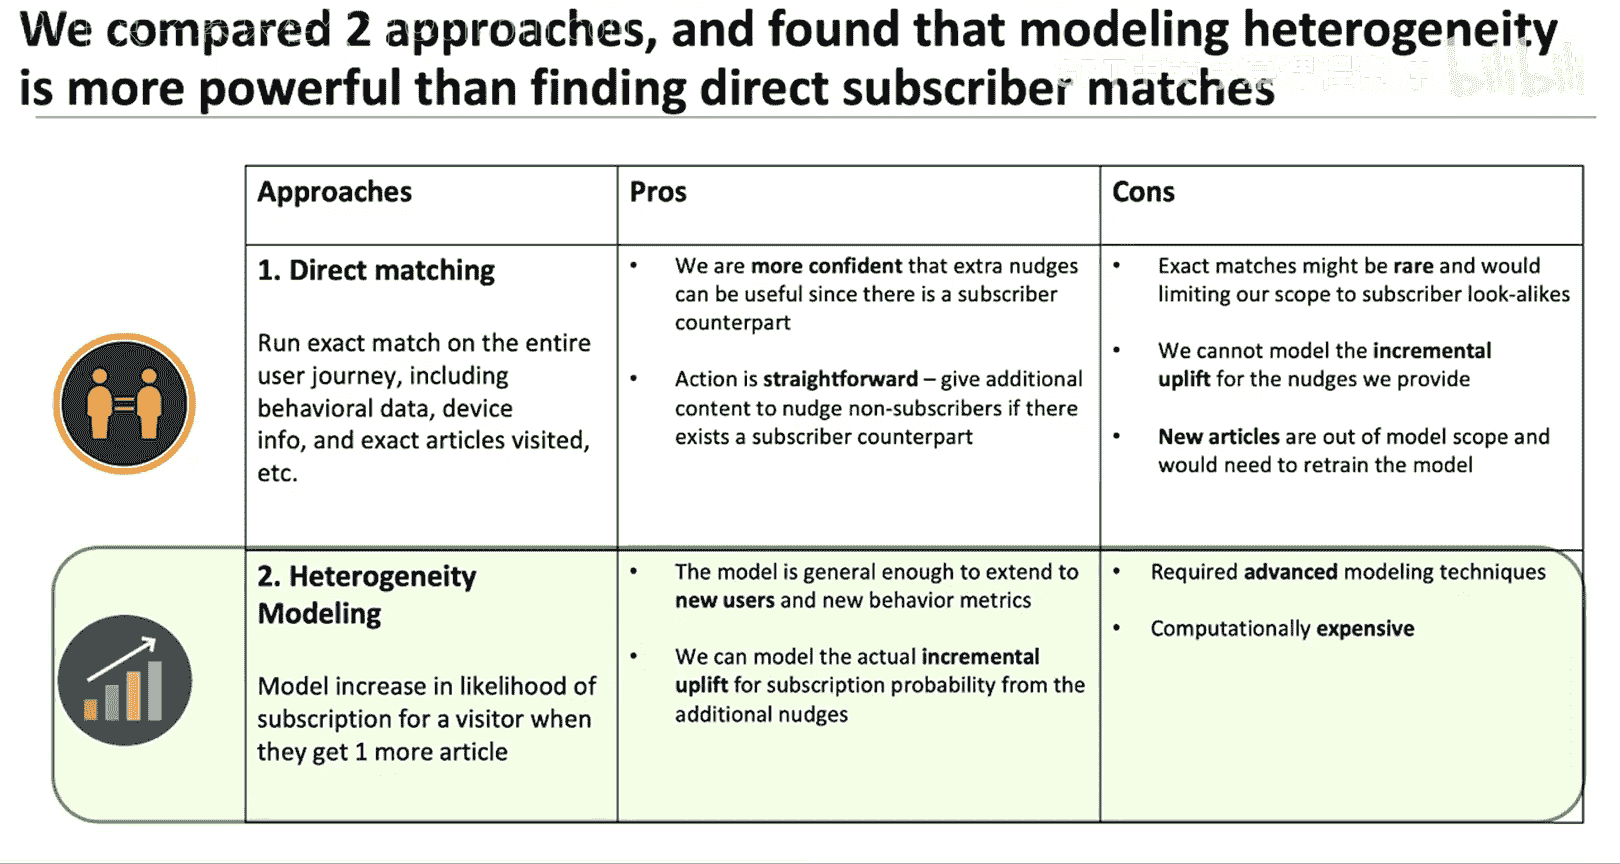 We compared 2 approaches, and found that modeling heterogeneity
is more powerful than finding direct subscriber matches
bilibili
Approaches
Pros
Cons
1. Direct matching
Run exact match on the entire
user journey, including
behavioral data, device
info, and exact articles visited,
etc.
• We are more confident that extra nudges
can be useful since there is a subscriber
counterpart
• Action is straightforward – give additional
content to nudge non-subscribers if there
exists a subscriber counterpart
• Exact matches might be rare and would
limiting our scope to subscriber look-alikes
• We cannot model the incremental
uplift for the nudges we provide
• New articles are out of model scope and
would need to retrain the model
2. Heterogeneity
Modeling
Model increase in likelihood of
subscription for a visitor when
they get 1 more article
• The model is general enough to extend to
new users and new behavior metrics
• We can model the actual incremental
uplift for subscription probability from the
additional nudges
• Required advanced modeling techniques
• Computationally expensive